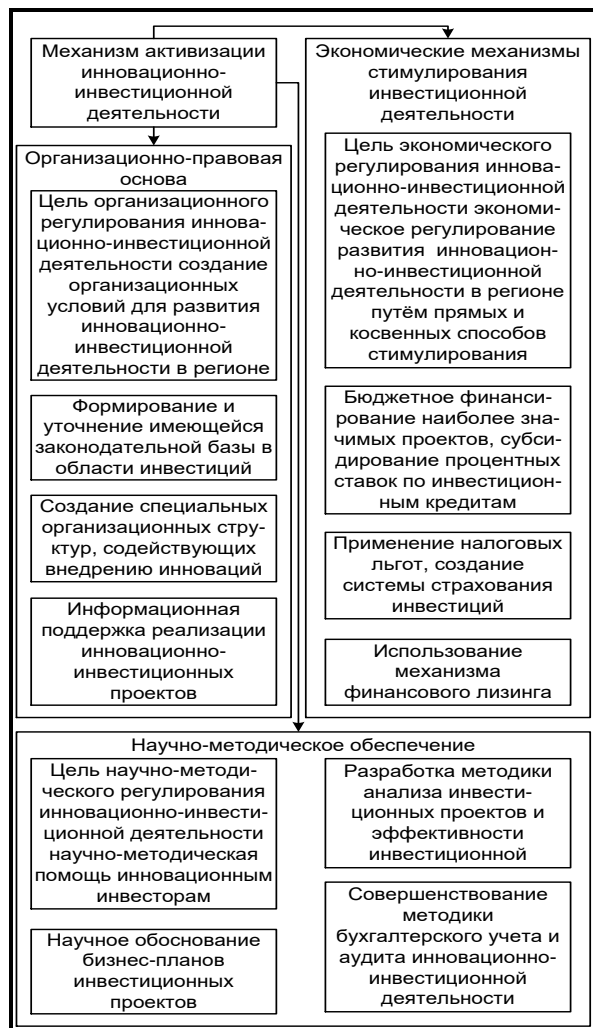 Механизм активизации
инновационно-
инвестиционной
деятельности
Организационно-правовая
основа
Цель организационного
регулирования иннова-
ционно-инвестиционной
деятельности создание
организационных
условий для развития
инновационно-
инвестиционной
деятельности в регионе
Формирование и
уточнение имеющейся
законодательной базы в
области инвестиций
Создание специальных
организационных стру-
ктур, содействующих
внедрению инноваций
Информационная
поддержка реализации
инновационно-
инвестиционных
проектов
Экономические механизмы
стимулирования
инвестиционной
деятельности
Цель экономического
регулирования иннова-
ционно-инвестиционной
деятельности экономи-
ческое регулирование
развития инновацион-
но-инвестиционной
деятельности в регионе
путём прямых и
косвенных способов
стимулирования
Бюджетное финанси-
рование наиболее зна-
чимых проектов, субси-
дирование процентных
ставок по инвестицион-
ным кредитам
Применение налоговых
льгот, создание
системы страхования
инвестиций
Использование
механизма
финансового лизинга
Научно-методическое обеспечение
Цель научно-методи-
ческого регулирования
инновационно-инвести-
ционной деятельности
научно-методическая
помощь инновационным
инвесторам
Научное обоснование
бизнес-планов
инвестиционных
проектов
Разработка методики
анализа инвести-
ционных проектов и
эффективности
инвестиционной
Совершенствование
методики
бухгалтерского учета и
аудита инновационно-
инвестиционной
деятельности